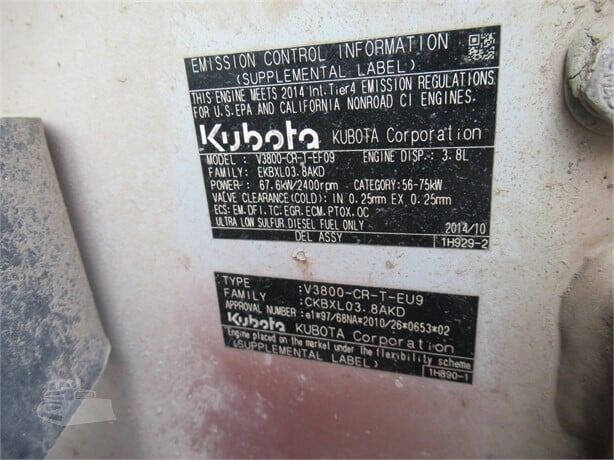 EMISSION CONTROL INFORMATION
(SUPPLEMENTAL LABEL)
THIS ENGINE MEETS 2014 Int.Tier4 EMISSION REGULATIONS
FOR U.S.EPA AND CALIFORNIA NONROAD CI ENGINES.
Kubota KUBOTA Corporation
MODEL: V3800-CR-T-EF09 ENGINE DISP.: 3.8L
FAMILY: EKBXL03.8AKD
POWER: 67.6kW/2400rpm CATEGORY:56-75kW
VALVE CLEARANCE(COLD): IN 0.25mm EX 0.25mm
ECS: EM.DFI.TC.EGR.ECM.PTOX.OC
ULTRA LOW SULFUR DIESEL FUEL ONLY 2014/10
DEL ASSY 1H929-2
TYPE :V3800-CR-T-EU9
FAMILY :CKBXL03.8AKD
APPROVAL NUMBER :e1*97/68NA*2010/26*0653*02
Kubota KUBOTA Corporation
Engine placed on the market under the flexibility scheme
(SUPPLEMENTAL LABEL) 1H890-1